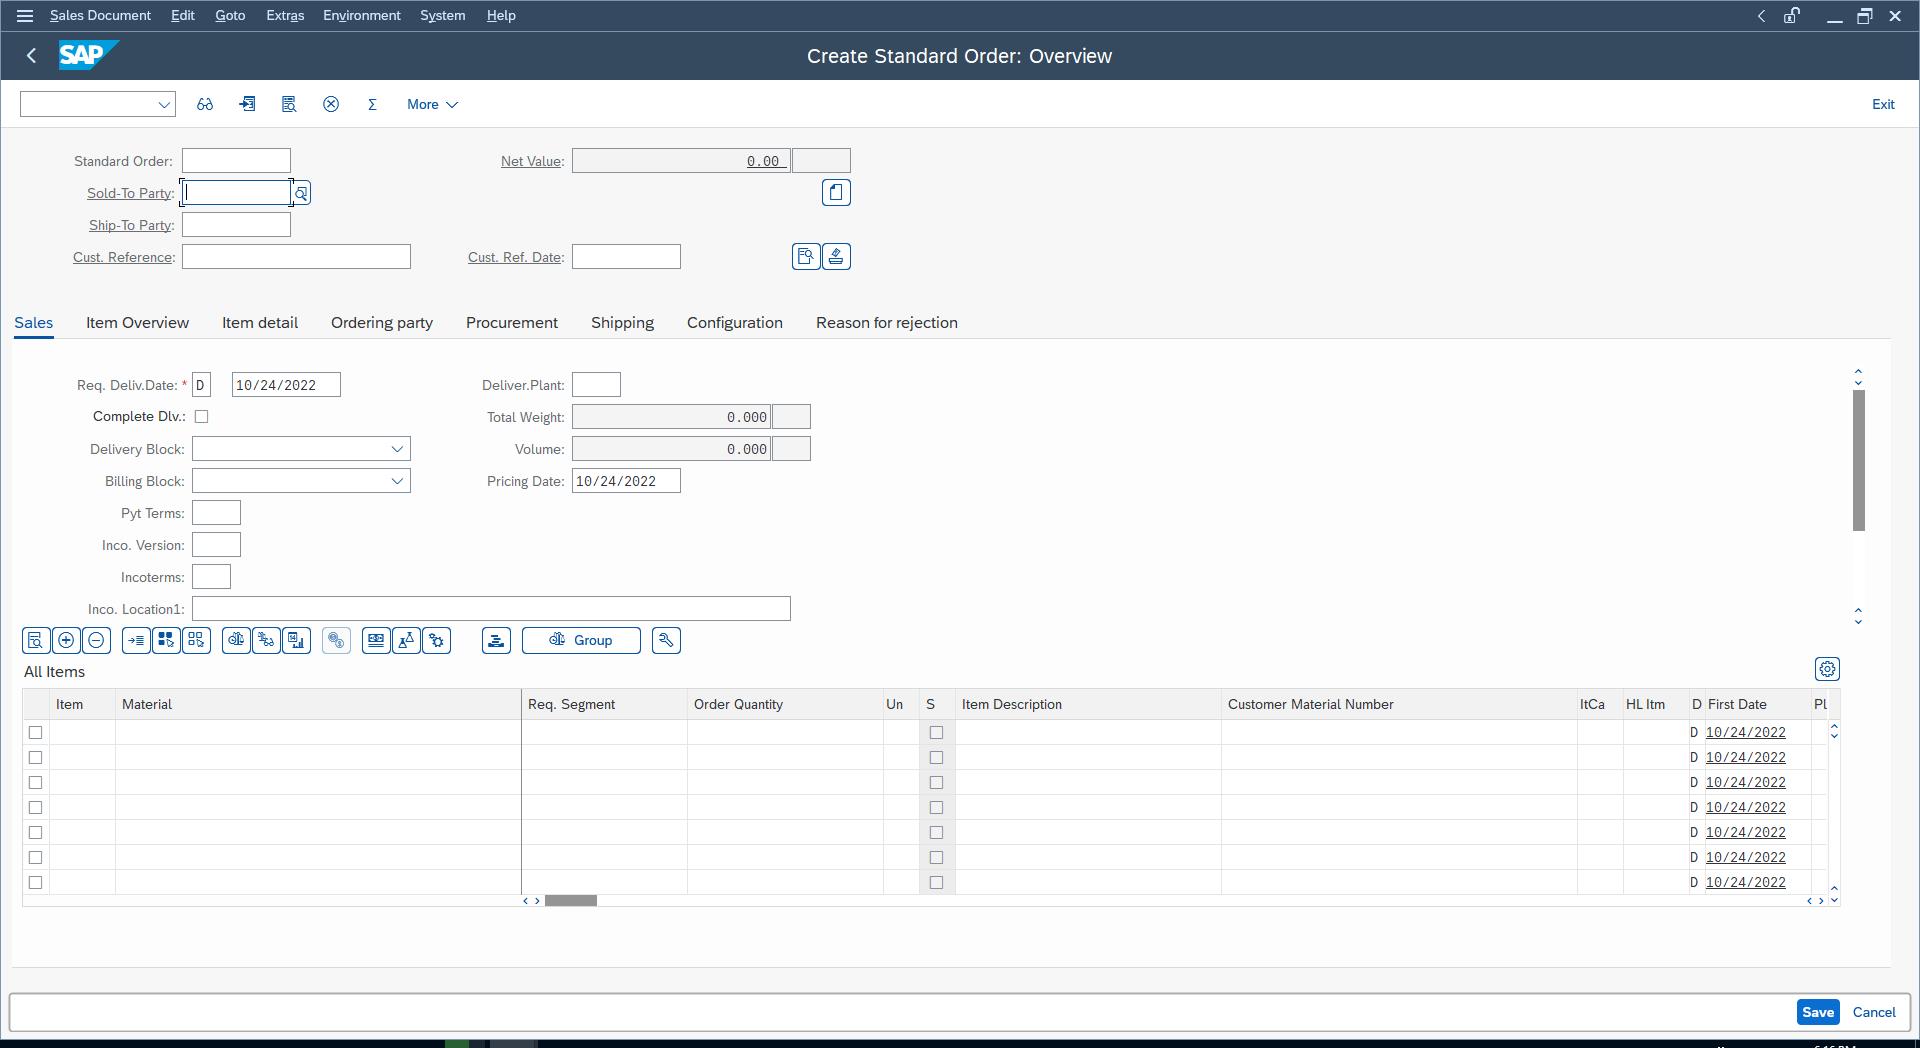 Sales Document Edit Goto Extras Environment System Help
SAP Create Standard Order: Overview
More Exit
Standard Order: Net Value: 0.00
Sold-To Party:
Ship-To Party:
Cust. Reference: Cust. Ref. Date:
Sales Item Overview Item detail Ordering party Procurement Shipping Configuration Reason for rejection
Req. Deliv.Date: * D 10/24/2022 Deliver.Plant:
Complete Dlv.: Total Weight: 0.000
Delivery Block: Volume: 0.000
Billing Block: Pricing Date: 10/24/2022
Pyt Terms:
Inco. Version:
Incoterms:
Inco. Location1:
Group
All Items
Item Material Req. Segment Order Quantity Un S Item Description Customer Material Number ItCa HL Itm D First Date Pl
D 10/24/2022
D 10/24/2022
D 10/24/2022
D 10/24/2022
D 10/24/2022
D 10/24/2022
D 10/24/2022
Save Cancel